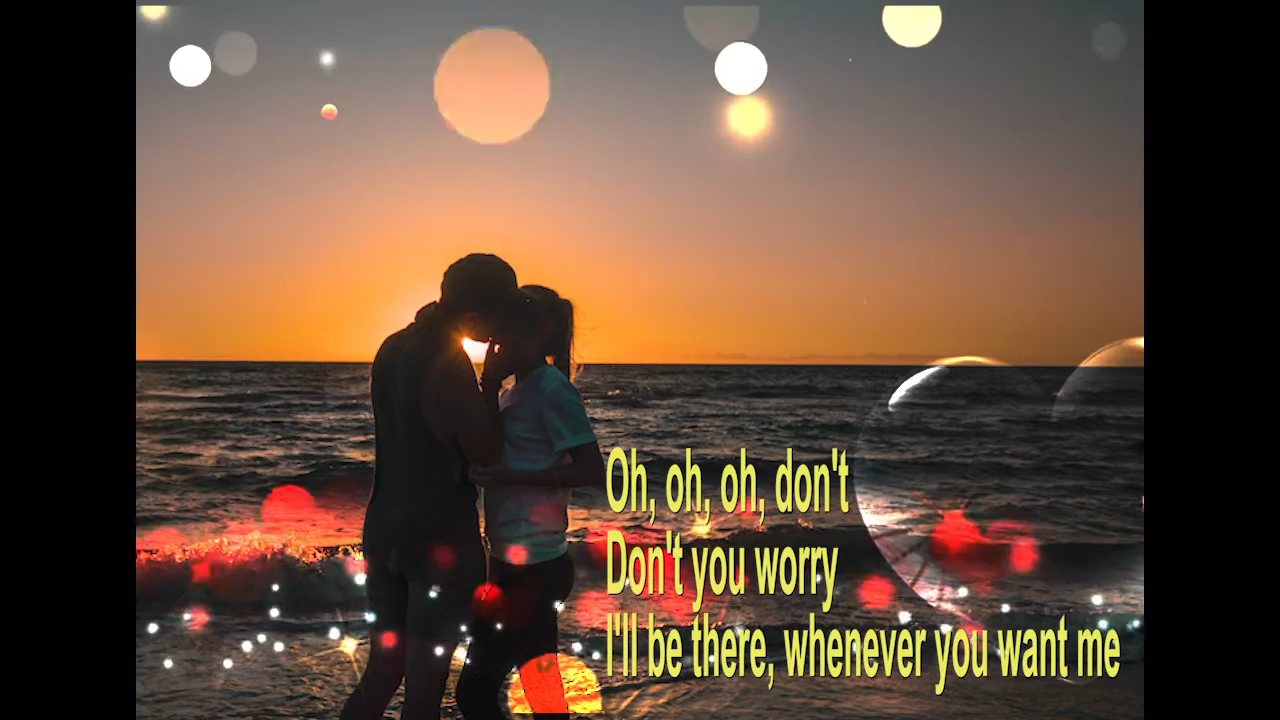 Oh, oh, oh, don't
Don't you worry
I'll be there, whenever you want me